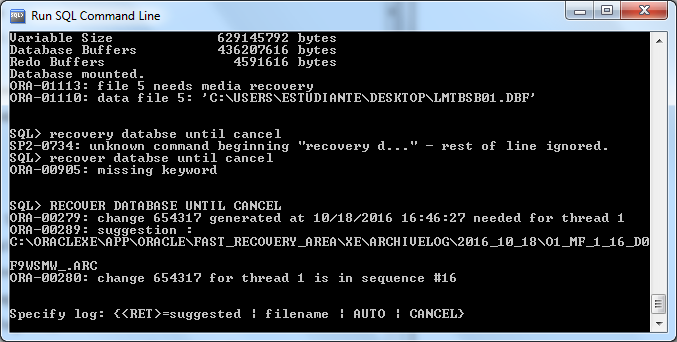 Run SQL Command Line
Variable Size 629145792 bytes
Database Buffers 436207616 bytes
Redo Buffers 4591616 bytes
Database mounted.
ORA-01113: file 5 needs media recovery
ORA-01110: data file 5: 'C:\USERS\ESTUDIANTE\DESKTOP\LMTBSB01.DBF'
SQL> recovery databse until cancel
SP2-0734: unknown command beginning "recovery d..." - rest of line ignored.
SQL> recover databse until cancel
ORA-00905: missing keyword
SQL> RECOVER DATABASE UNTIL CANCEL
ORA-00279: change 654317 generated at 10/18/2016 16:46:27 needed for thread 1
ORA-00289: suggestion :
C:\ORACLEXE\APP\ORACLE\FAST_RECOVERY_AREA\XE\ARCHIVELOG\2016_10_18\O1_MF_1_16_D0
F9WSMW_.ARC
ORA-00280: change 654317 for thread 1 is in sequence #16
Specify log: {<RET>=suggested | filename | AUTO | CANCEL}